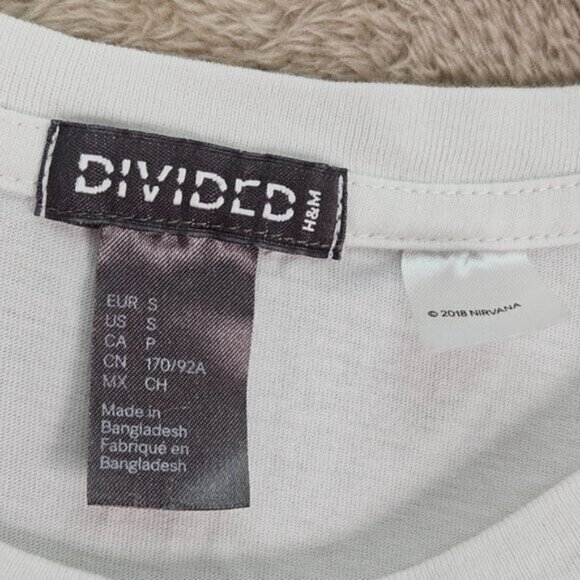 DIVIDED
H&M
EUR S
US S
CA P
CN 170/92A
MX CH
Made in
Bangladesh
Fabriqué en
Bangladesh
© 2018 NIRVANA